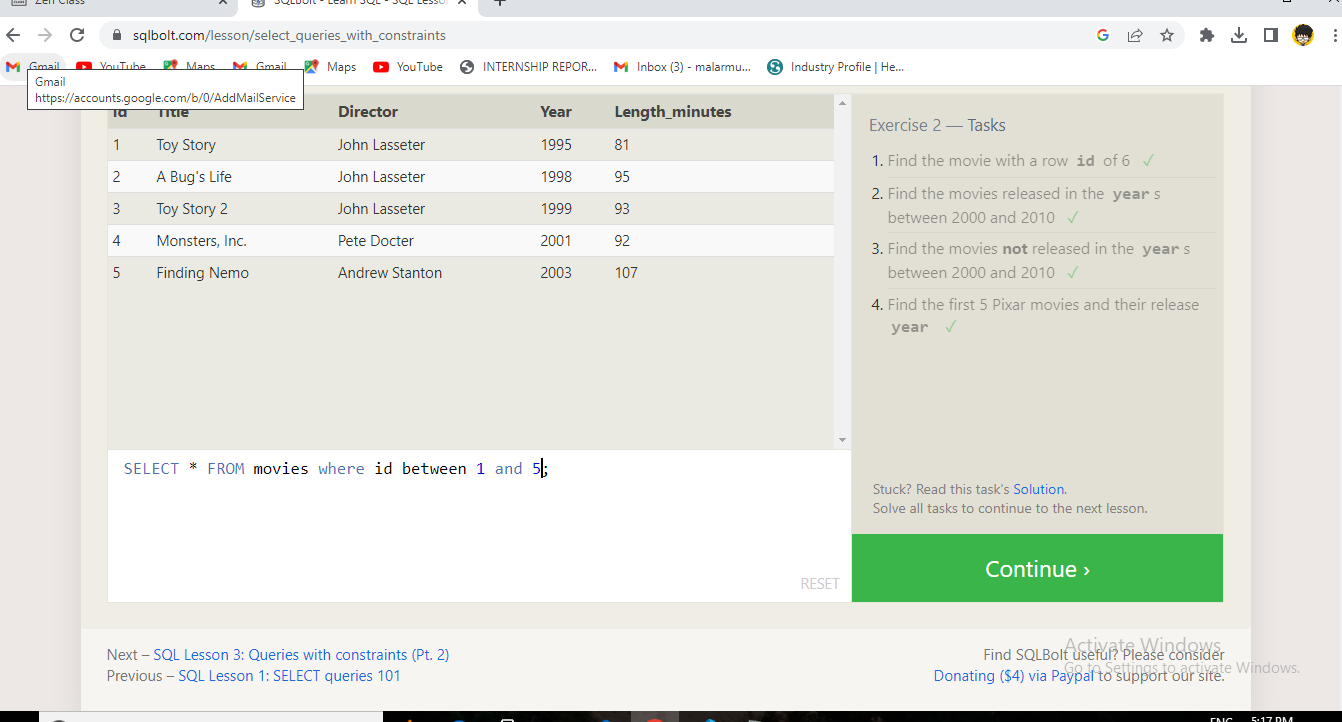 Zen Class
SQLBolt - Learn SQL - SQL Lesso
sqlbolt.com/lesson/select_queries_with_constraints
Gmail YouTube Maps Gmail Maps YouTube INTERNSHIP REPOR... Inbox (3) - malarmu... Industry Profile | He...
Gmail
https://accounts.google.com/b/0/AddMailService
Id Title Director Year Length_minutes
1 Toy Story John Lasseter 1995 81
2 A Bug's Life John Lasseter 1998 95
3 Toy Story 2 John Lasseter 1999 93
4 Monsters, Inc. Pete Docter 2001 92
5 Finding Nemo Andrew Stanton 2003 107
SELECT * FROM movies where id between 1 and 5;
RESET
Exercise 2 — Tasks
1. Find the movie with a row id of 6 ✓
2. Find the movies released in the year s
between 2000 and 2010 ✓
3. Find the movies not released in the year s
between 2000 and 2010 ✓
4. Find the first 5 Pixar movies and their release
year ✓
Stuck? Read this task's Solution.
Solve all tasks to continue to the next lesson.
Continue ›
Next – SQL Lesson 3: Queries with constraints (Pt. 2)
Previous – SQL Lesson 1: SELECT queries 101
Find SQLBolt useful? Please consider
Donating ($4) via Paypal to support our site.
Activate Windows
Go to Settings to activate Windows.
ENG 5:17 PM